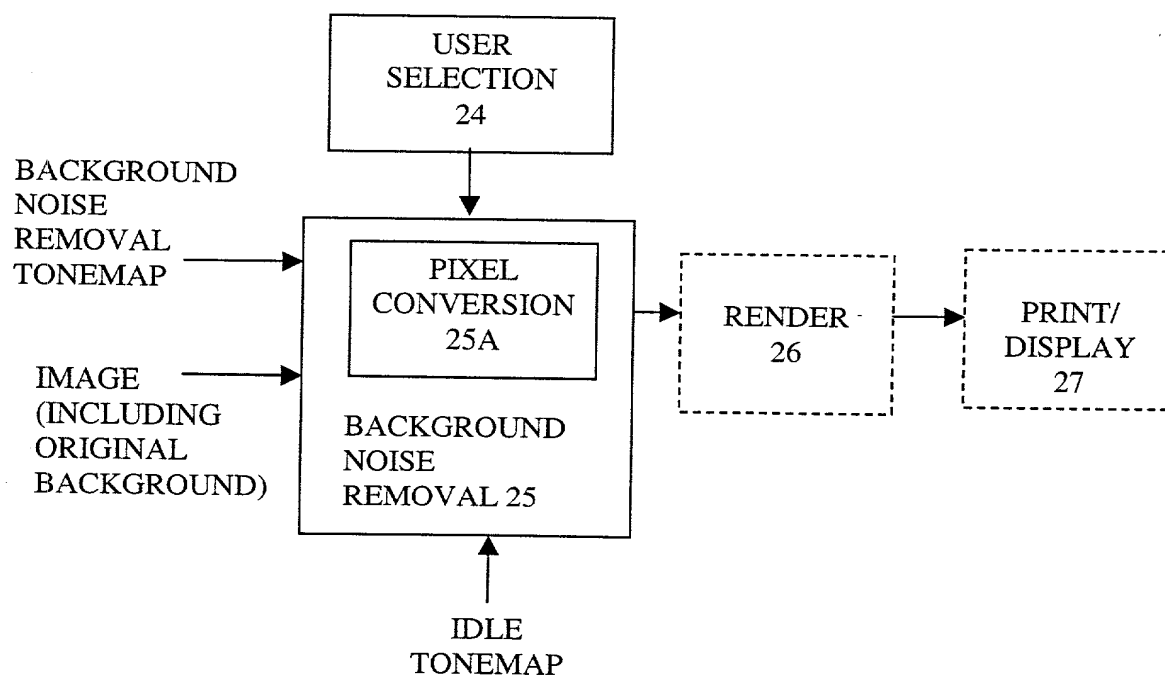 USER
SELECTION
24
BACKGROUND
NOISE
REMOVAL
TONEMAP
PIXEL
CONVERSION
25A
RENDER
26
PRINT/
DISPLAY
27
IMAGE
(INCLUDING
ORIGINAL
BACKGROUND)
BACKGROUND
NOISE
REMOVAL 25
IDLE
TONEMAP